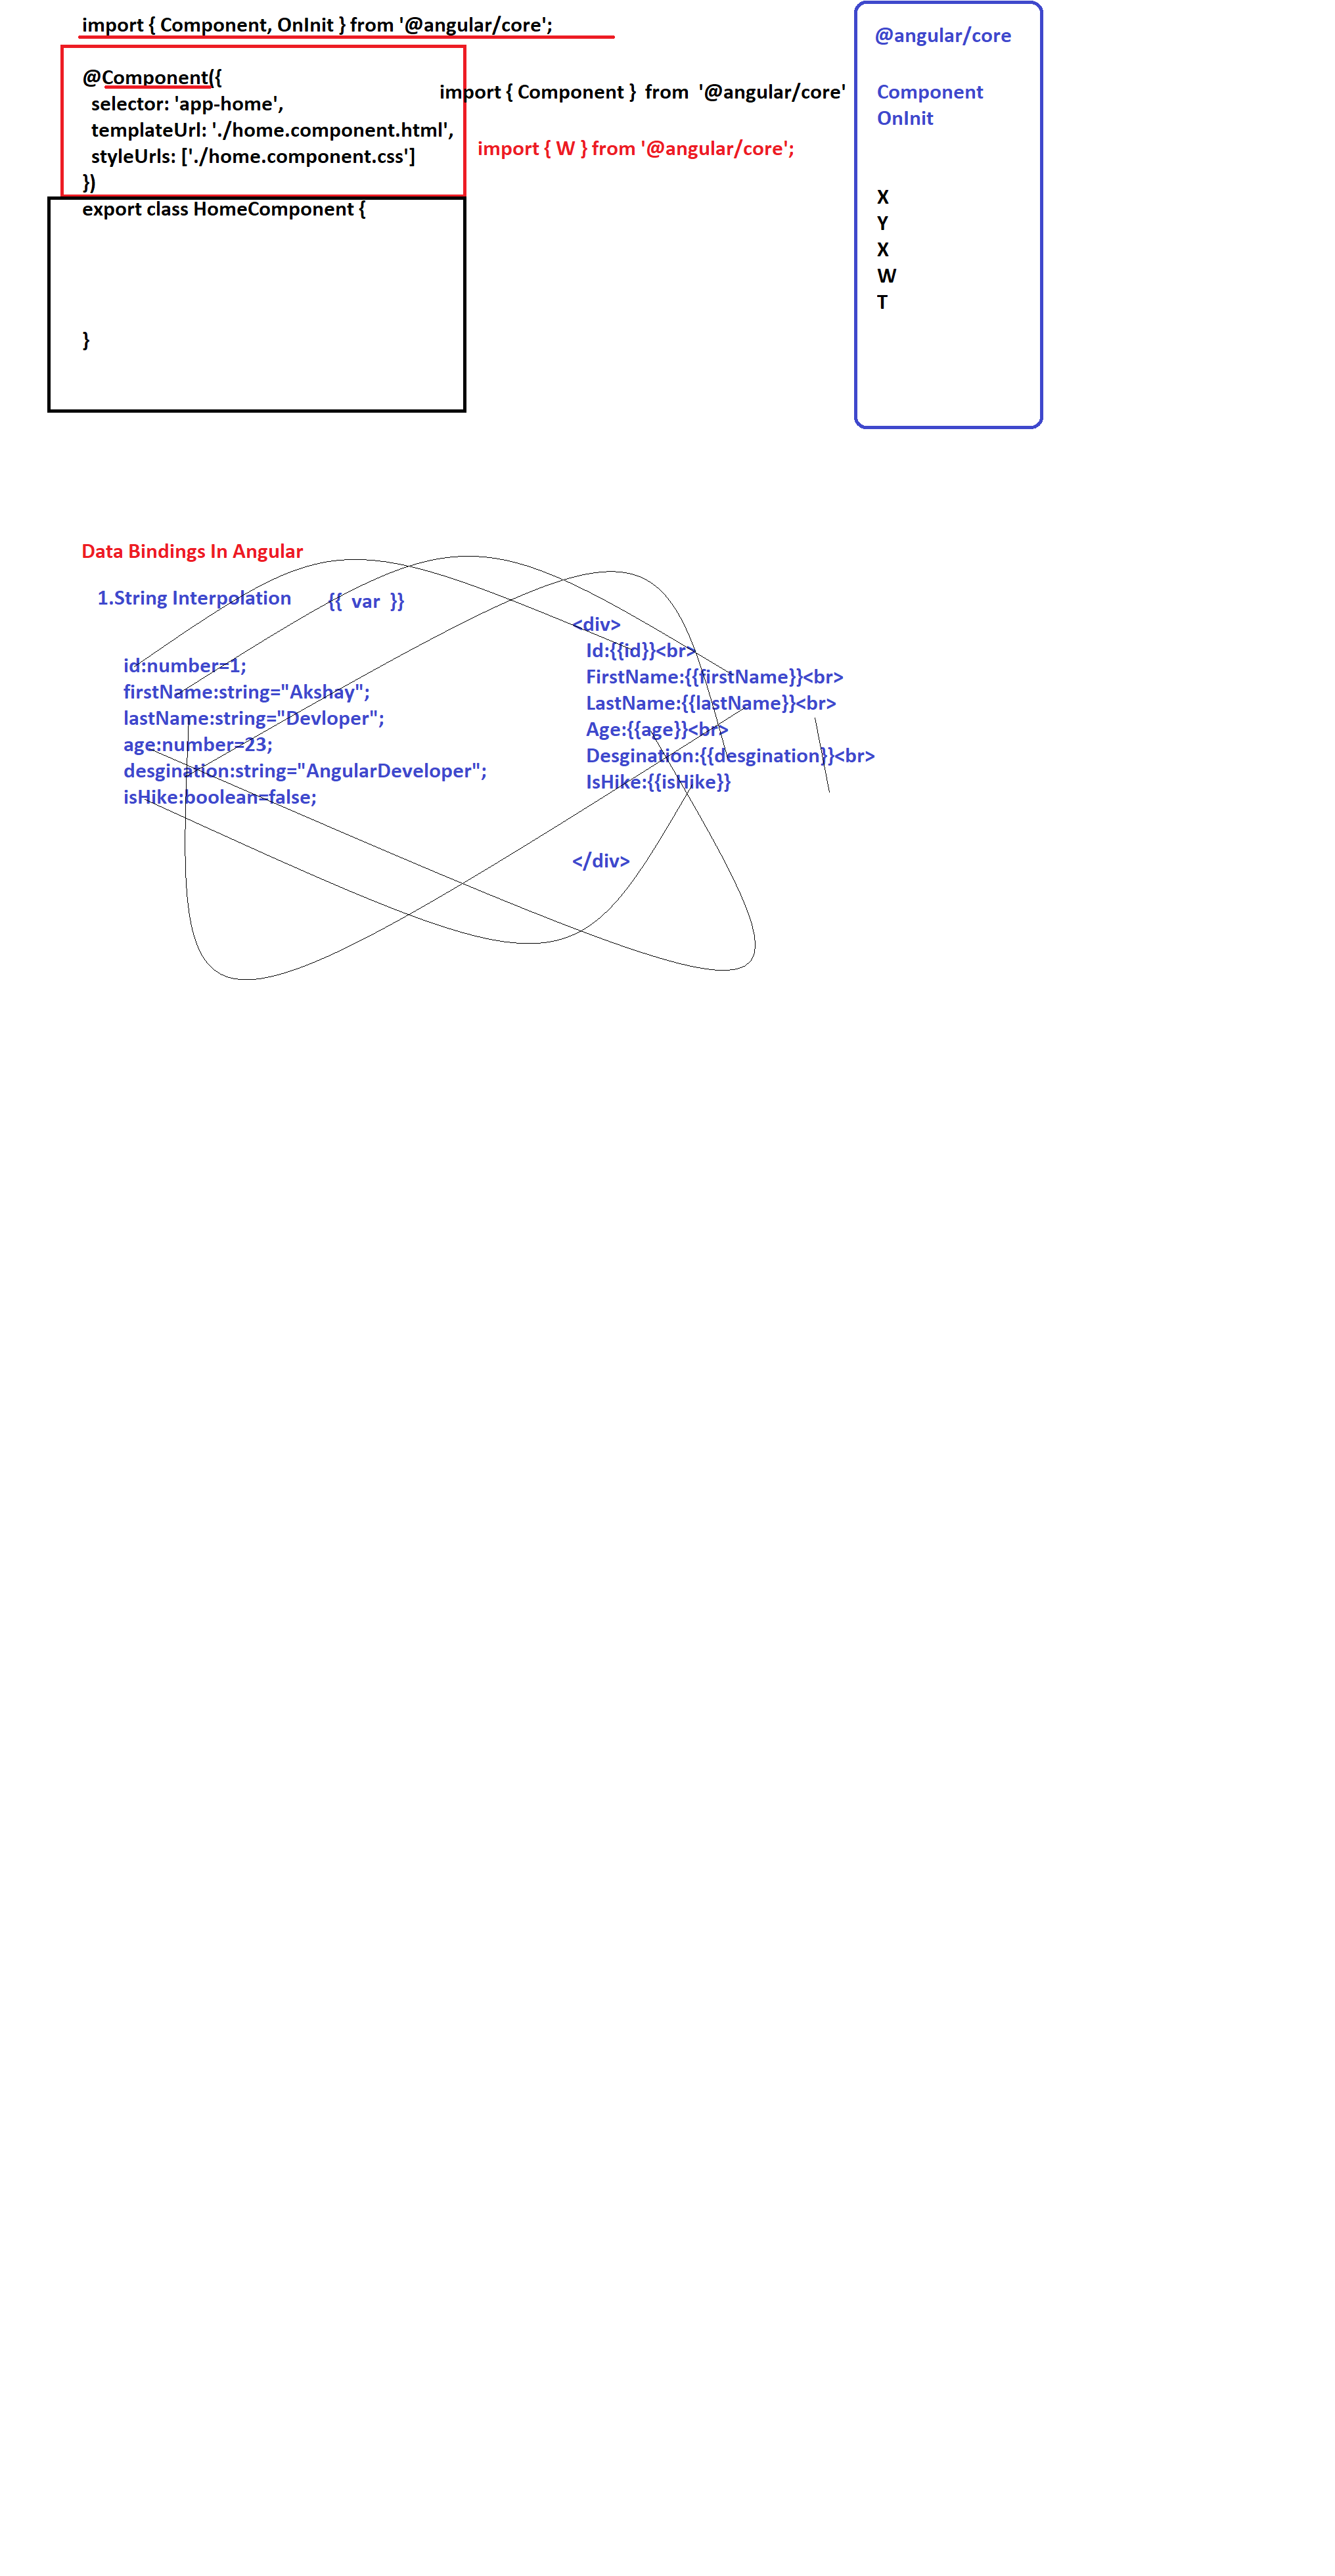 import { Component, OnInit } from '@angular/core';
@Component({
selector: 'app-home',
templateUrl: './home.component.html',
styleUrls: ['./home.component.css']
})
export class HomeComponent {
}
import { Component } from '@angular/core'
import { W } from '@angular/core';
@angular/core
Component
OnInit
X
Y
X
W
T
Data Bindings In Angular
1.String Interpolation {{ var }}
id:number=1;
firstName:string="Akshay";
lastName:string="Devloper";
age:number=23;
desgination:string="AngularDeveloper";
isHike:boolean=false;
<div>
Id:{{id}}<br>
FirstName:{{firstName}}<br>
LastName:{{lastName}}<br>
Age:{{age}}<br>
Desgination:{{desgination}}<br>
IsHike:{{isHike}}
</div>